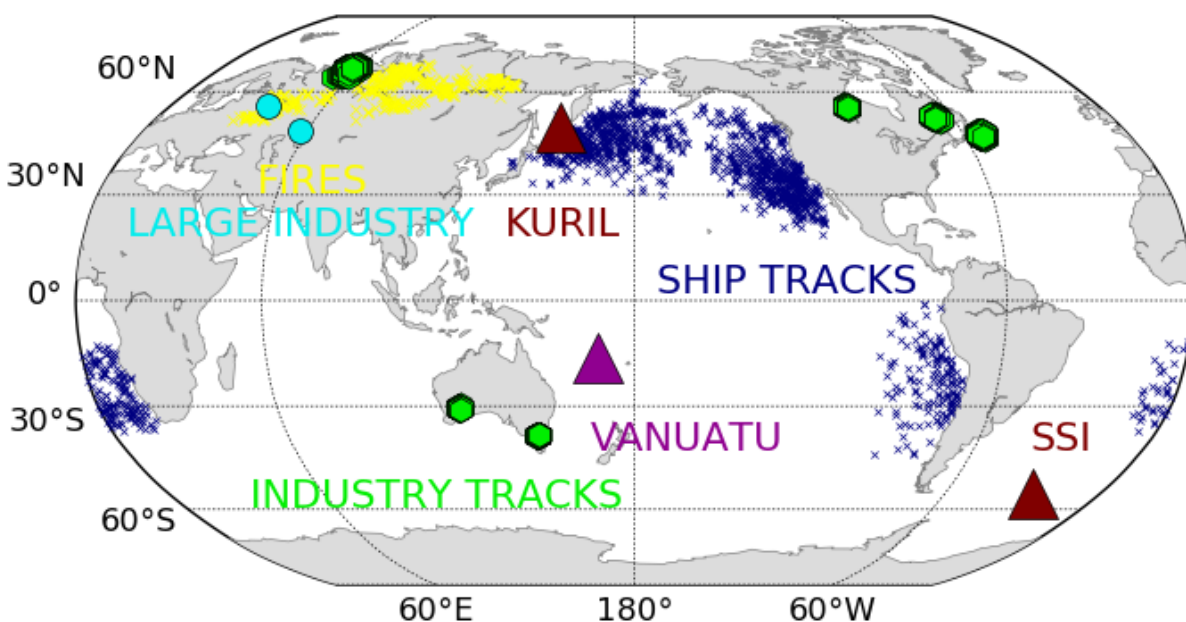 60°N
30°N
FIRES
LARGE INDUSTRY
KURIL
SHIP TRACKS
0°
30°S
VANUATU
SSI
INDUSTRY TRACKS
60°S
60°E
180°
60°W